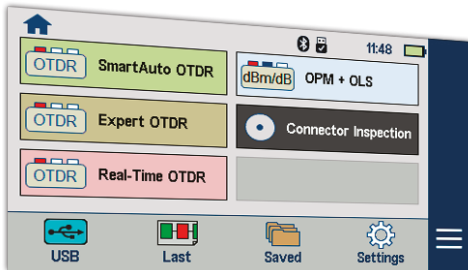 11:48
OTDR SmartAuto OTDR
dBm/dB OPM + OLS
OTDR Expert OTDR
Connector Inspection
OTDR Real-Time OTDR
USB Last Saved Settings